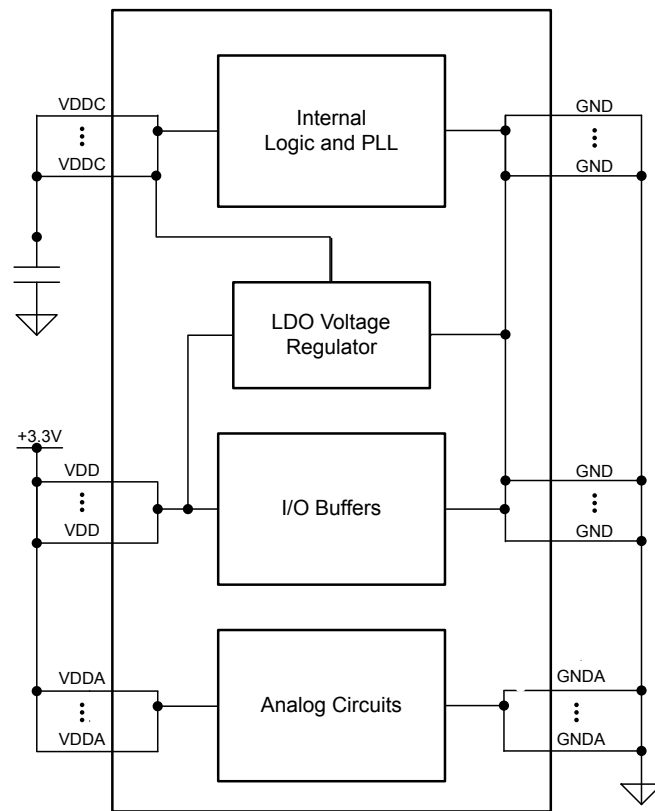 VDDC
VDDC
Internal
Logic and PLL
GND
GND
LDO Voltage
Regulator
+3.3V
VDD
VDD
I/O Buffers
GND
GND
VDDA
VDDA
Analog Circuits
GNDA
GNDA